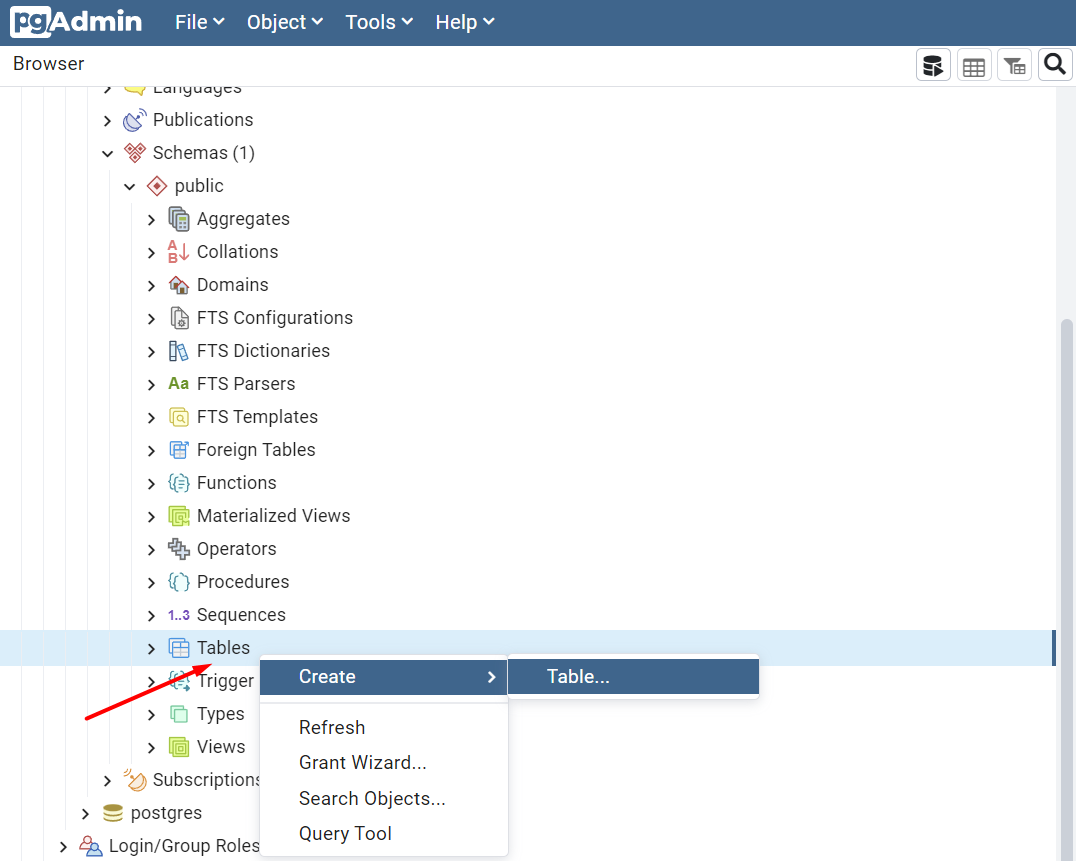 pgAdmin File Object Tools Help
Browser
Languages
Publications
Schemas (1)
public
Aggregates
A
B
Collations
Domains
FTS Configurations
FTS Dictionaries
Aa FTS Parsers
FTS Templates
Foreign Tables
Functions
Materialized Views
Operators
Procedures
1..3 Sequences
Tables
Trigger
Types
Views
Subscriptions
postgres
Login/Group Roles
Create
Table...
Refresh
Grant Wizard...
Search Objects...
Query Tool